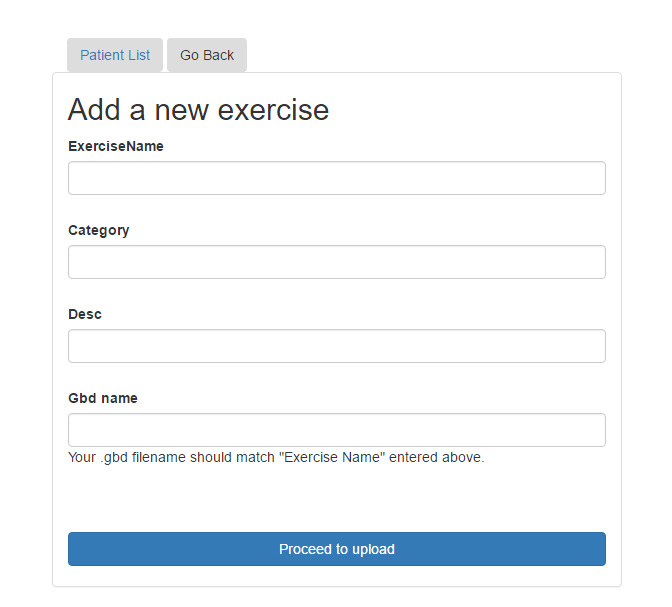 Patient List Go Back
Add a new exercise
ExerciseName
Category
Desc
Gbd name
Your .gbd filename should match "Exercise Name" entered above.
Proceed to upload